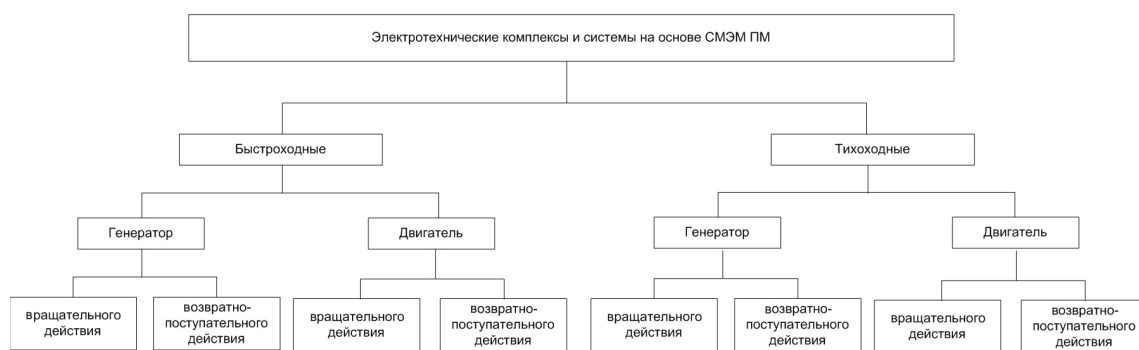 Электротехнические комплексы и системы на основе СМЭМ ПМ
Быстроходные
Тихоходные
Генератор
Двигатель
Генератор
Двигатель
вращательного
действия
возвратно-
поступательного
действия
вращательного
действия
возвратно-
поступательного
действия
вращательного
действия
возвратно-
поступательного
действия
вращательного
действия
возвратно-
поступательного
действия